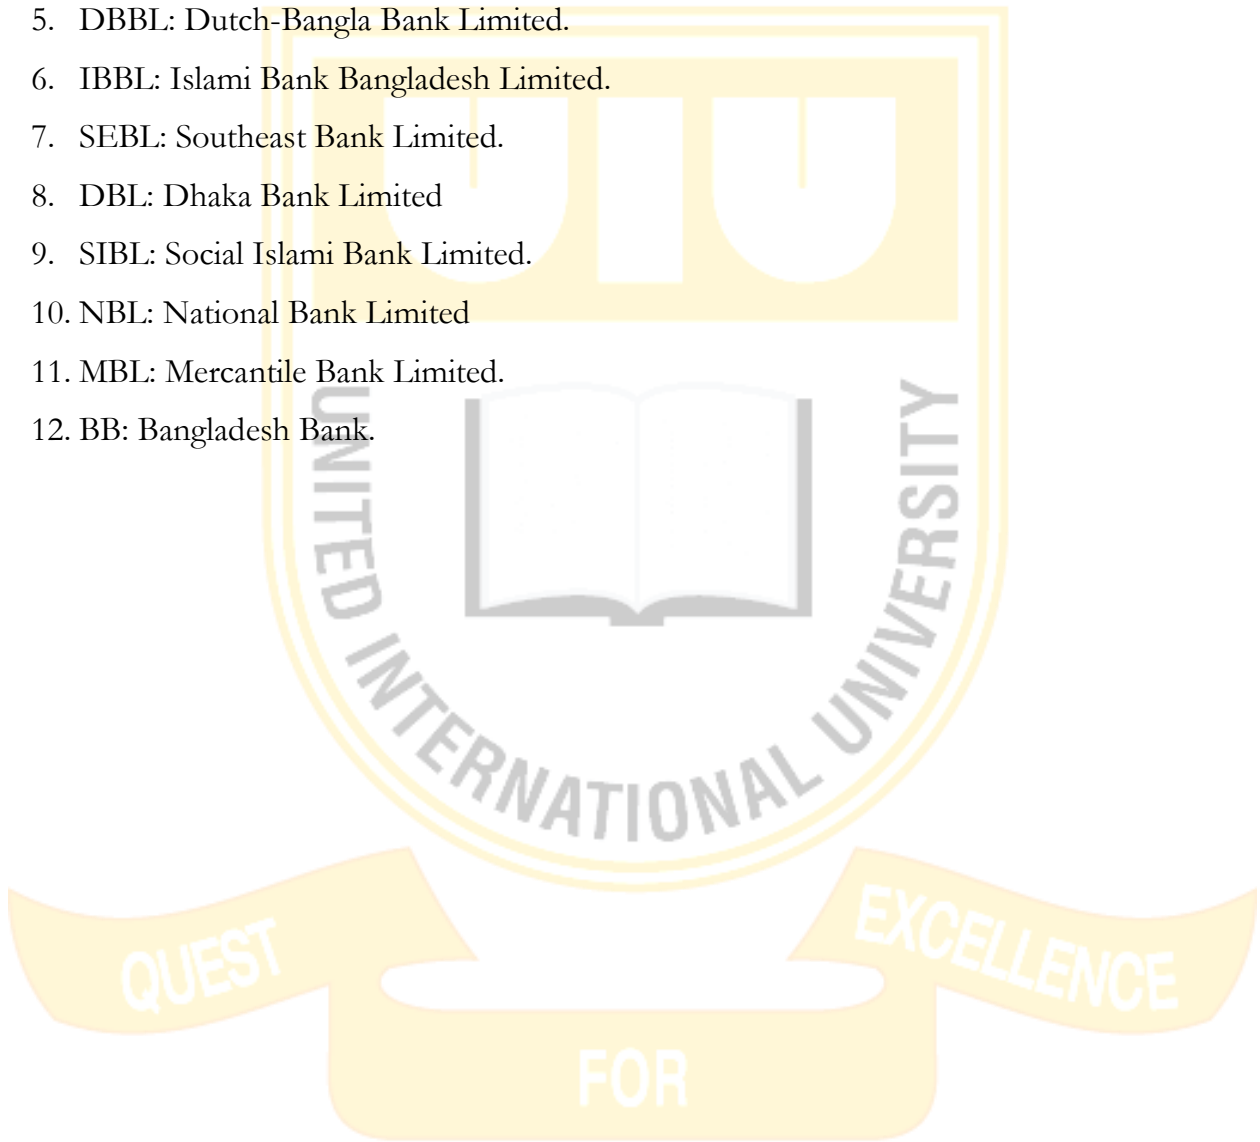 5. DBBL: Dutch-Bangla Bank Limited.
6. IBBL: Islami Bank Bangladesh Limited.
7. SEBL: Southeast Bank Limited.
8. DBL: Dhaka Bank Limited
9. SIBL: Social Islami Bank Limited.
10. NBL: National Bank Limited
11. MBL: Mercantile Bank Limited.
12. BB: Bangladesh Bank.
UIU
UNITED INTERNATIONAL UNIVERSITY
QUEST
FOR
EXCELLENCE